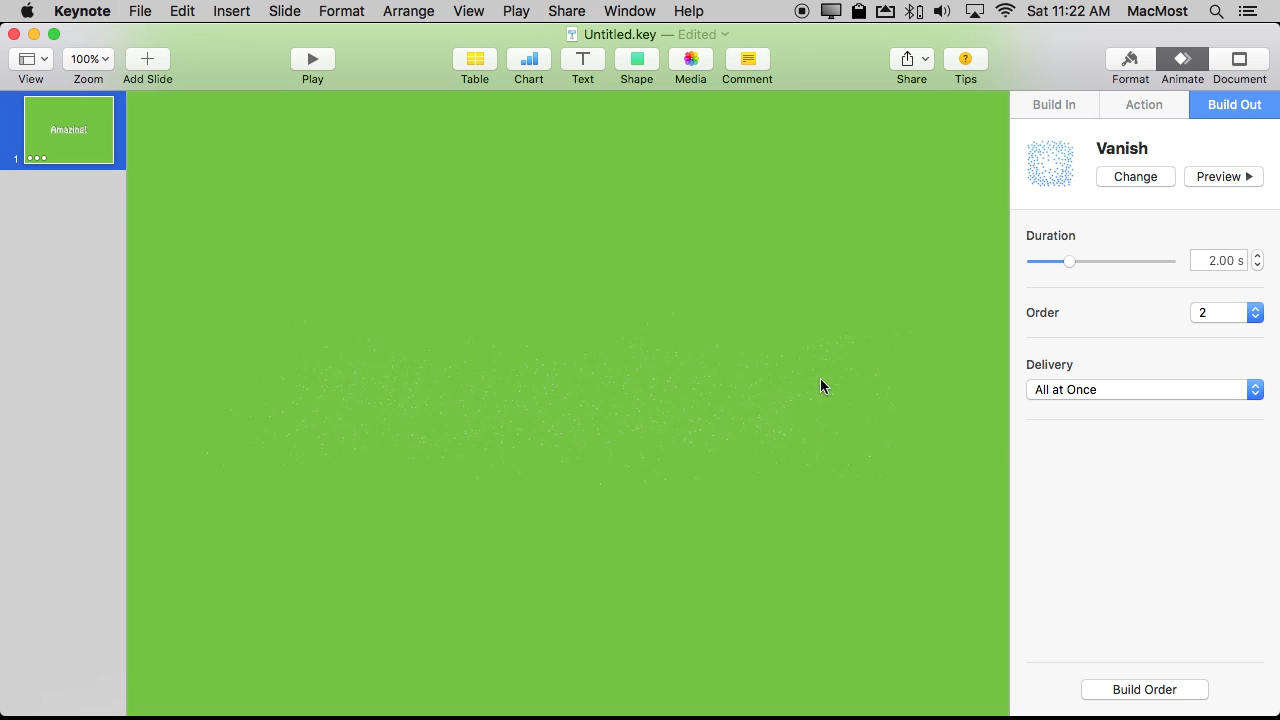 Keynote File Edit Insert Slide Format Arrange View Play Share Window Help Sat 11:22 AM MacMost
Untitled.key — Edited
100%
View Zoom Add Slide Play Table Chart Text Shape Media Comment Share Tips Format Animate Document
Build In Action Build Out
Amazing!
1
Vanish
Change Preview
Duration
2.00 s
Order 2
Delivery
All at Once
Build Order